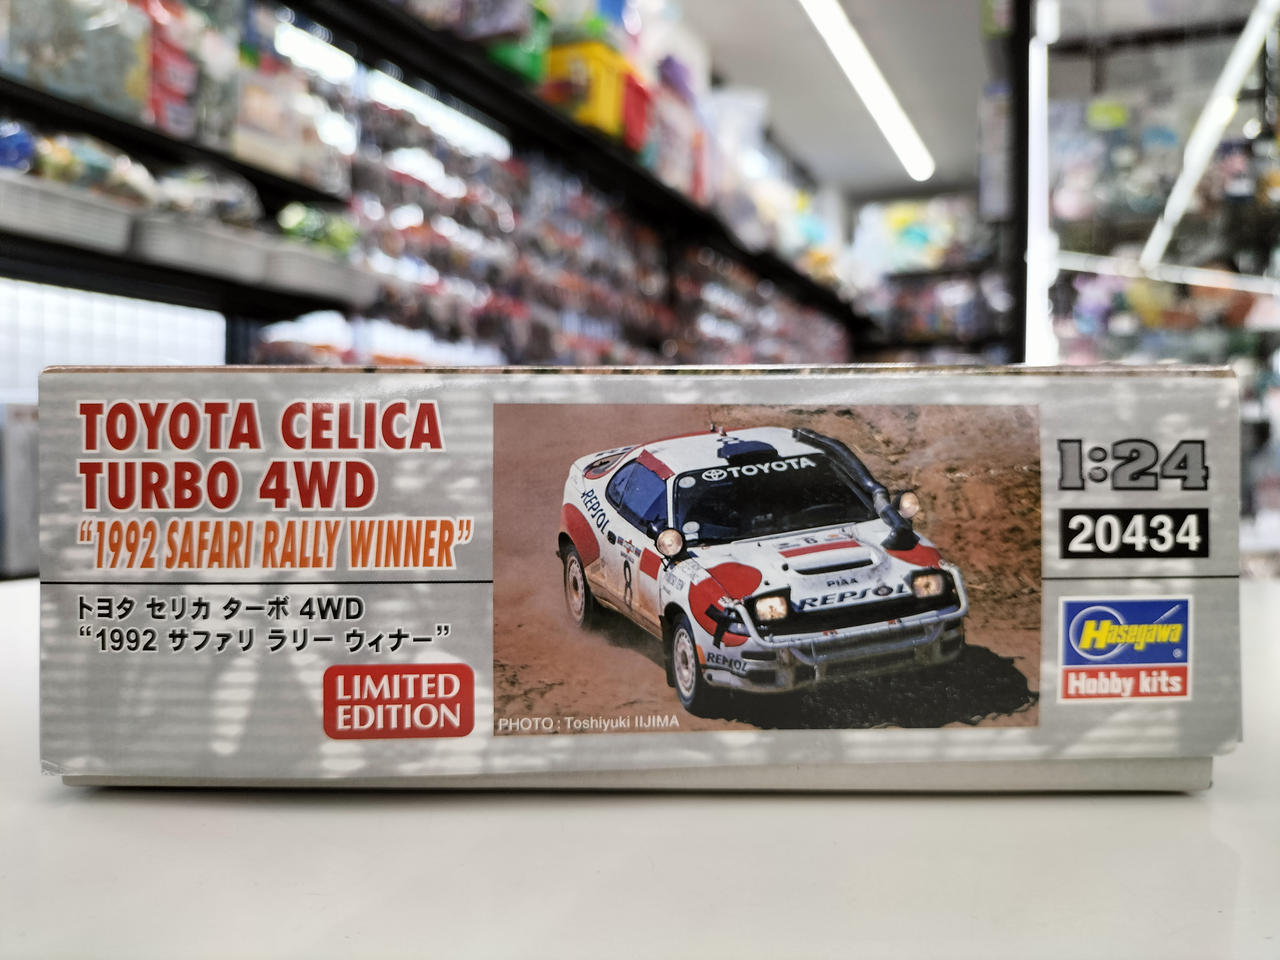 TOYOTA CELICA
TURBO 4WD
“1992 SAFARI RALLY WINNER”
トヨタ セリカ ターボ 4WD
“1992 サファリ ラリー ウィナー”
LIMITED
EDITION
TOYOTA
REPSOL
8
6
PIAA
REPSOL
REPSOL
PHOTO : Toshiyuki IIJIMA
1:24
20434
Hasegawa
®
Hobby kits